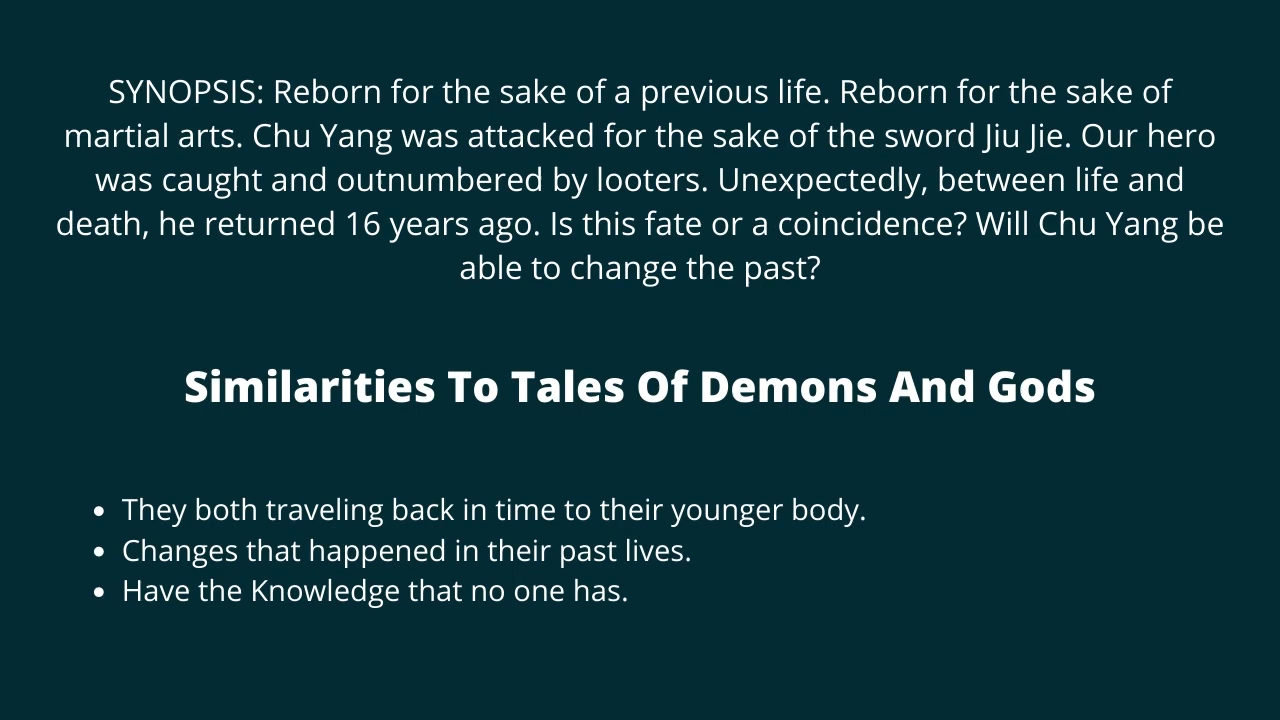 SYNOPSIS: Reborn for the sake of a previous life. Reborn for the sake of
martial arts. Chu Yang was attacked for the sake of the sword Jiu Jie. Our hero
was caught and outnumbered by looters. Unexpectedly, between life and
death, he returned 16 years ago. Is this fate or a coincidence? Will Chu Yang be
able to change the past?
Similarities To Tales Of Demons And Gods
• They both traveling back in time to their younger body.
• Changes that happened in their past lives.
• Have the Knowledge that no one has.